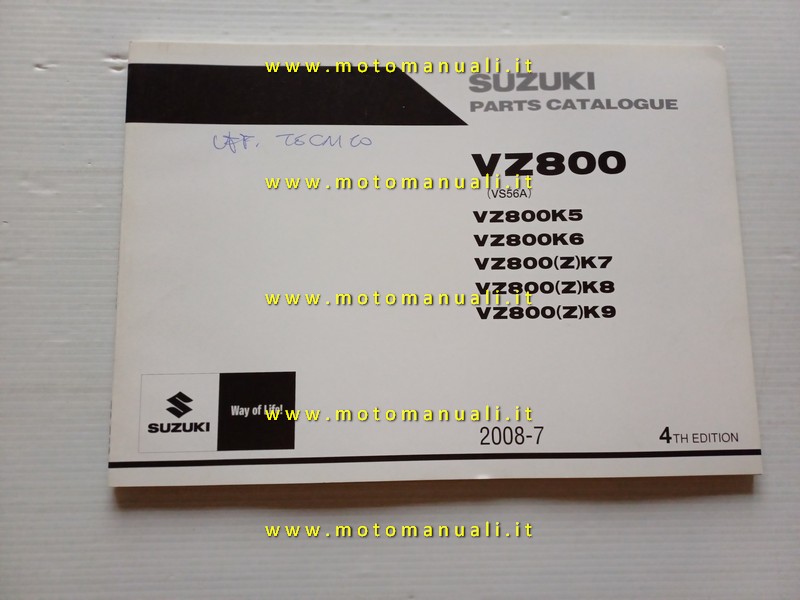 www.motomanuali.it
SUZUKI
PARTS CATALOGUE
UFF. TECNICO
VZ800
www.motomanuali.it
(VS56A)
VZ800K5
VZ800K6
VZ800(Z)K7
VZ800(Z)K8
www.motomanuali.it
VZ800(Z)K9
SUZUKI
Way of Life!
www.motomanuali.it
2008-7
4TH EDITION
www.motomanuali.it